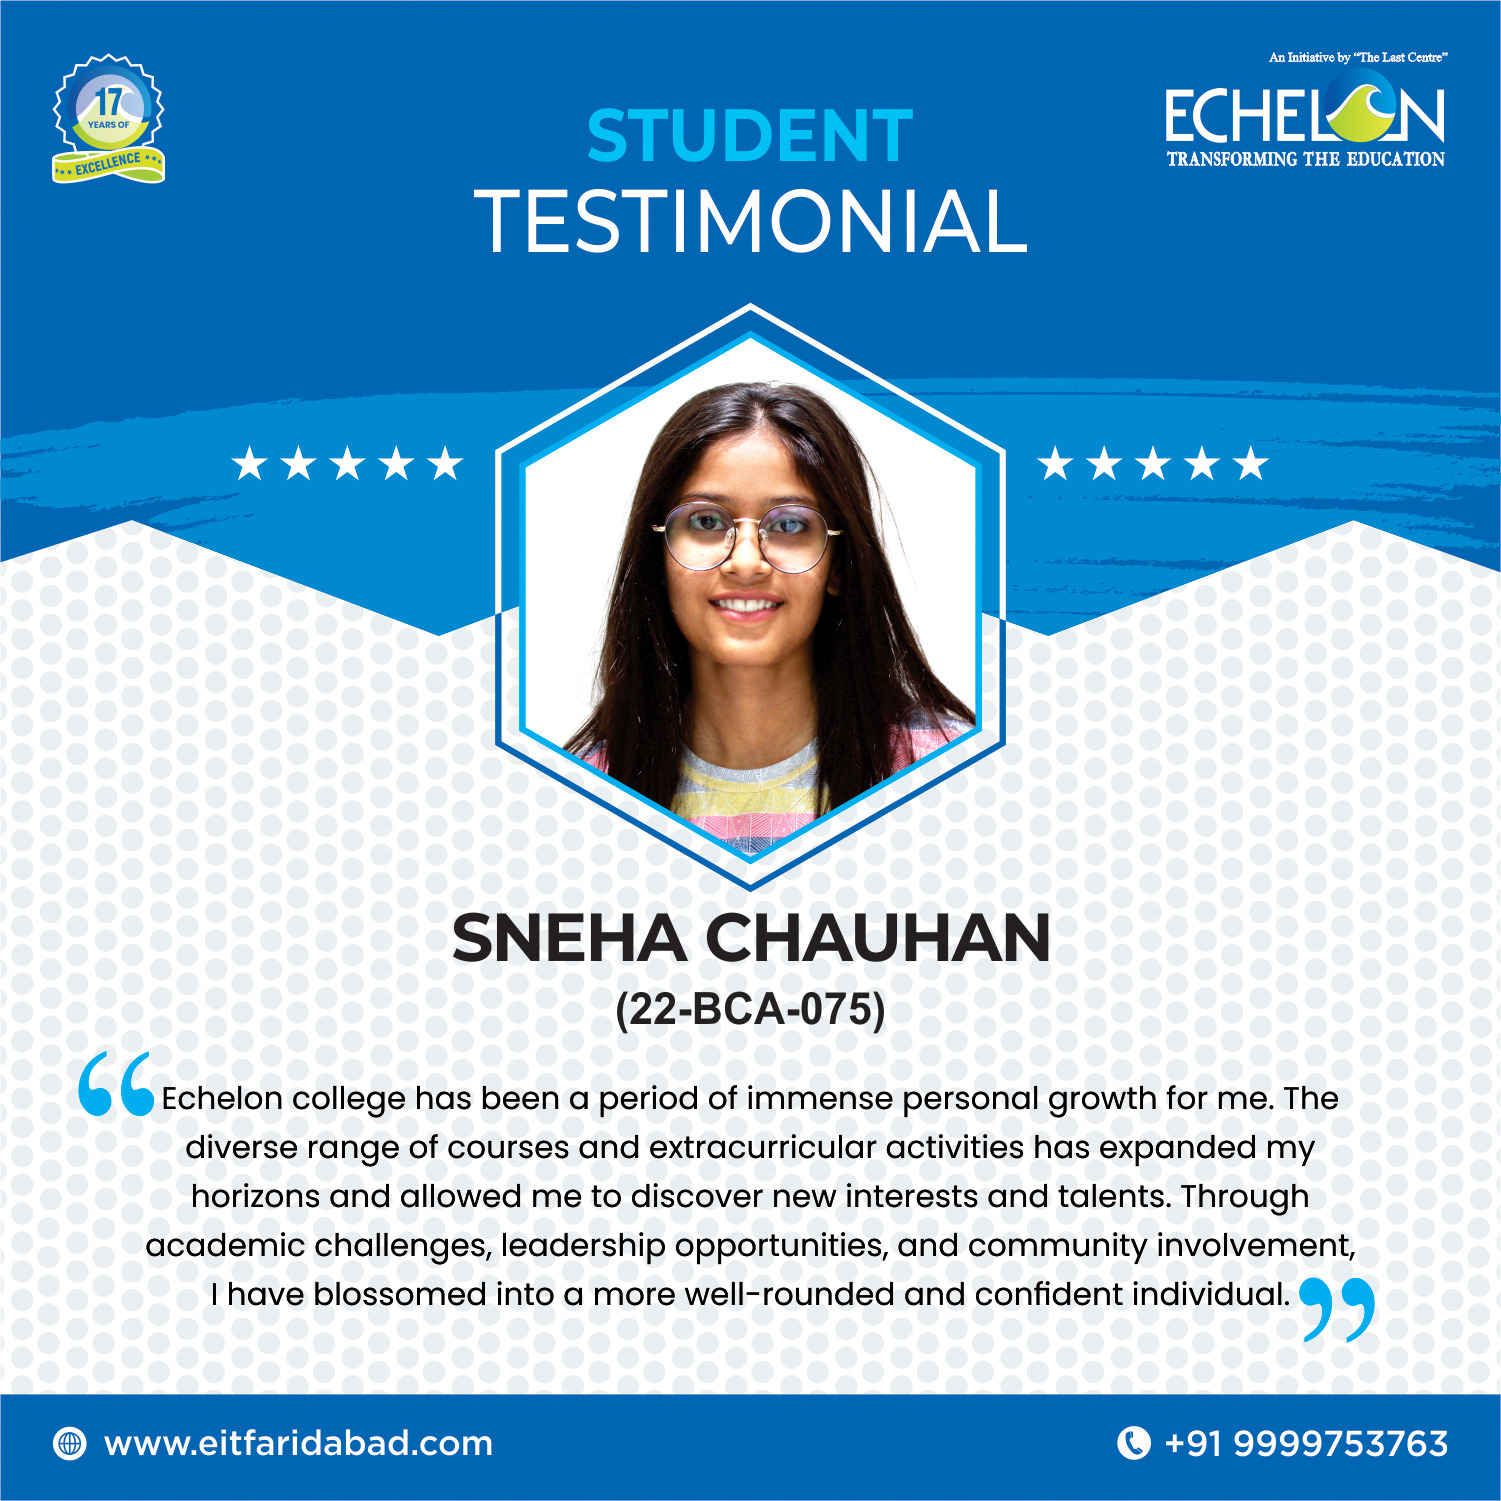 17
YEARS OF
*** EXCELLENCE ***
An Initiative by "The Last Centre"
ECHELON
TRANSFORMING THE EDUCATION
STUDENT
TESTIMONIAL
SNEHA CHAUHAN
(22-BCA-075)
“Echelon college has been a period of immense personal growth for me. The
diverse range of courses and extracurricular activities has expanded my
horizons and allowed me to discover new interests and talents. Through
academic challenges, leadership opportunities, and community involvement,
I have blossomed into a more well-rounded and confident individual.”
www.eitfaridabad.com
+91 9999753763